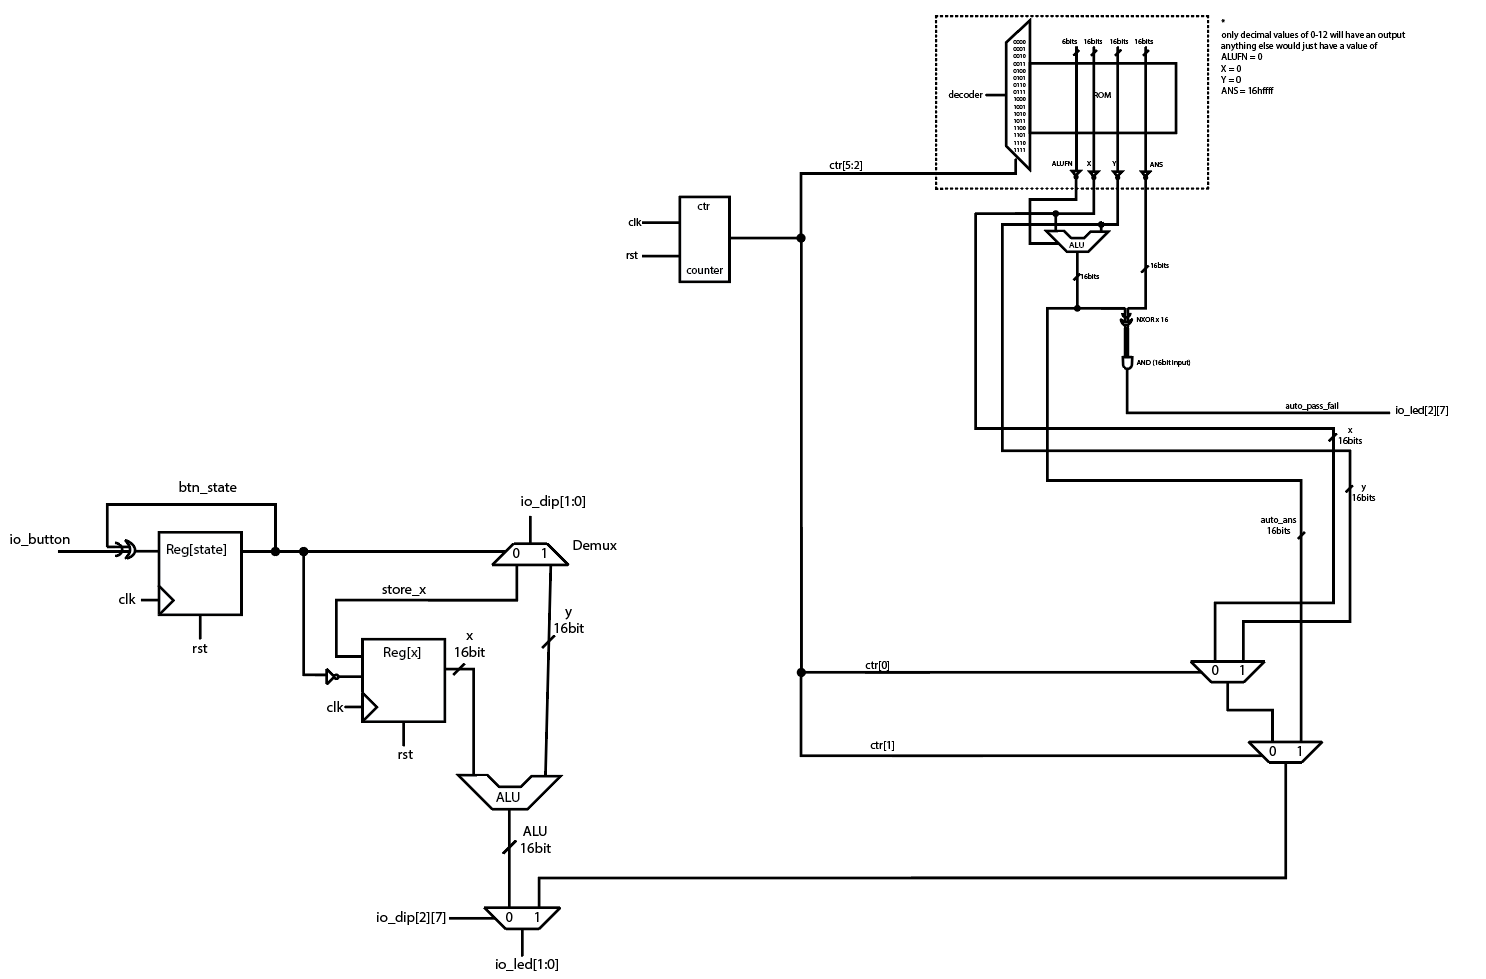 *
only decimal values of 0-12 will have an output
anything else would just have a value of
ALUFN = 0
X = 0
Y = 0
ANS = 16hffff
6bits 16bits 16bits 16bits
0000
0001
0010
0011
0100
0101
0110
0111
1000
1001
1010
1011
1100
1101
1110
1111
decoder
ROM
ALUFN X Y ANS
ctr[5:2]
clk
rst
ctr
counter
ALU
16bits
16bits
NXOR x 16
AND (16bit input)
auto_pass_fail
io_led[2][7]
x
16bits
y
16bits
auto_ans
16bits
btn_state
io_button
Reg[state]
clk
rst
io_dip[1:0]
0 1
Demux
store_x
y
16bit
x
16bit
Reg[x]
clk
rst
ctr[0]
0 1
ctr[1]
0 1
ALU
ALU
16bit
io_dip[2][7]
0 1
io_led[1:0]